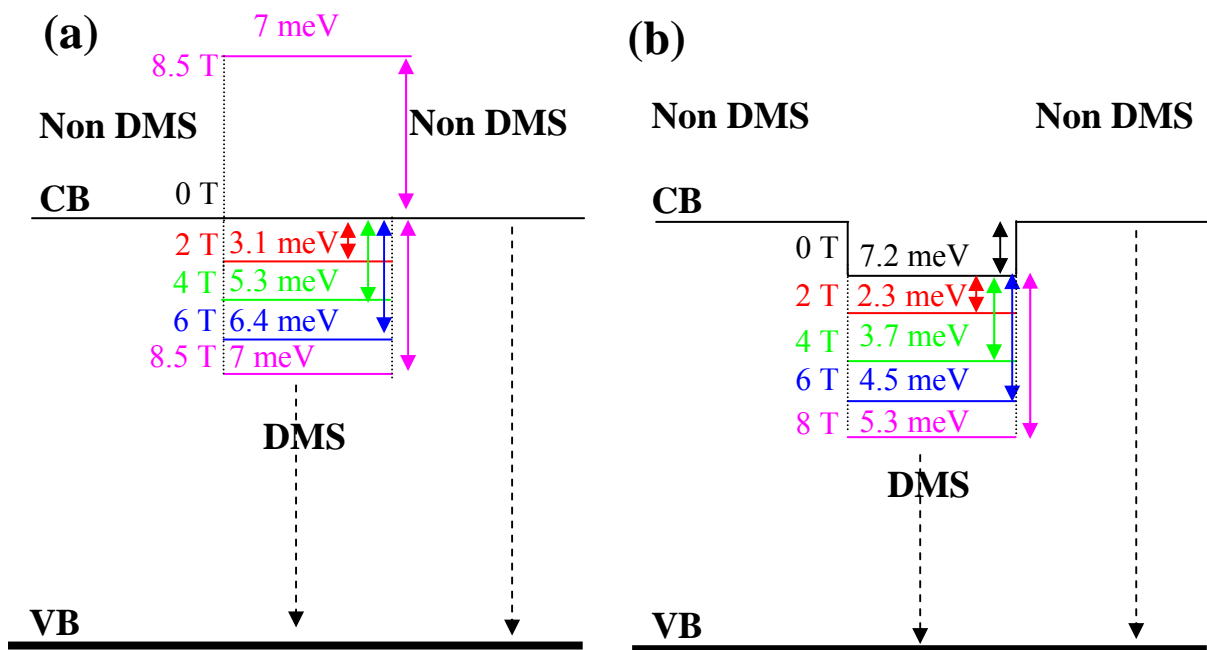 (a)
7 meV
8.5 T
Non DMS
Non DMS
0 T
CB
2 T 3.1 meV
4 T 5.3 meV
6 T 6.4 meV
8.5 T 7 meV
DMS
VB
(b)
Non DMS
Non DMS
CB
0 T 7.2 meV
2 T 2.3 meV
4 T 3.7 meV
6 T 4.5 meV
8 T 5.3 meV
DMS
VB